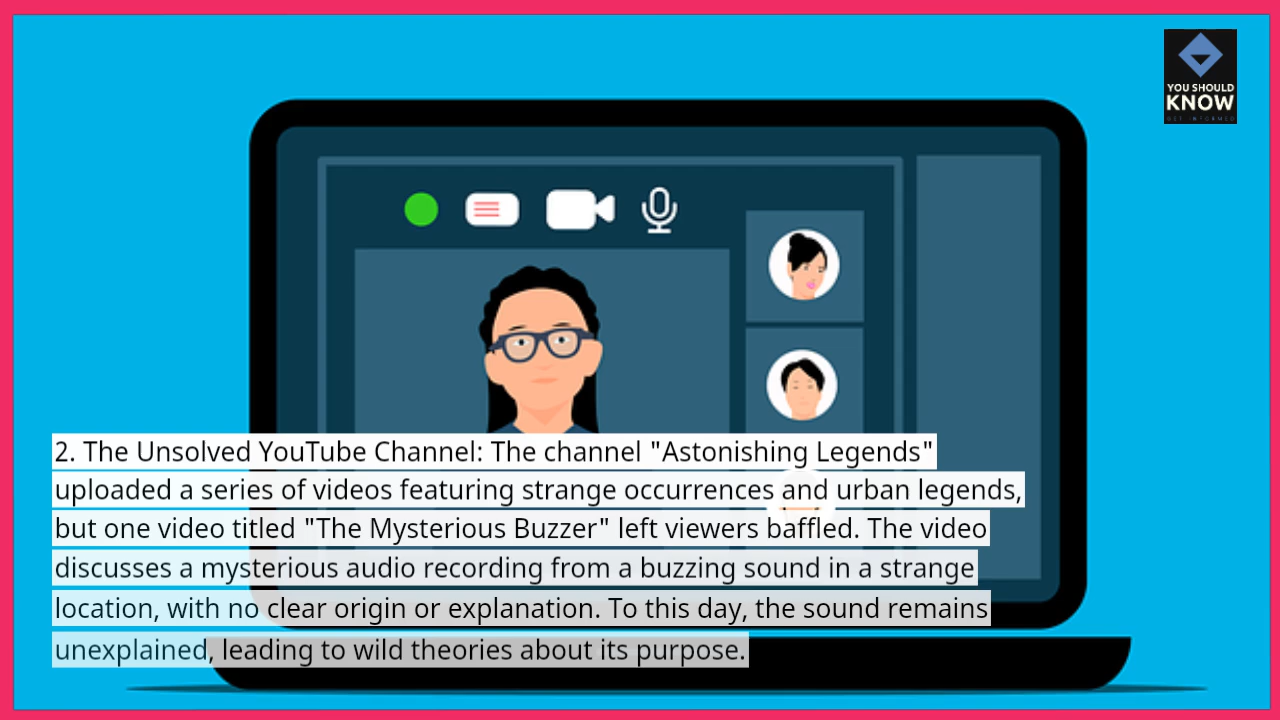 YOU SHOULD
KNOW
GET INFORMED
2. The Unsolved YouTube Channel: The channel "Astonishing Legends"
uploaded a series of videos featuring strange occurrences and urban legends,
but one video titled "The Mysterious Buzzer" left viewers baffled. The video
discusses a mysterious audio recording from a buzzing sound in a strange
location, with no clear origin or explanation. To this day, the sound remains
unexplained, leading to wild theories about its purpose.